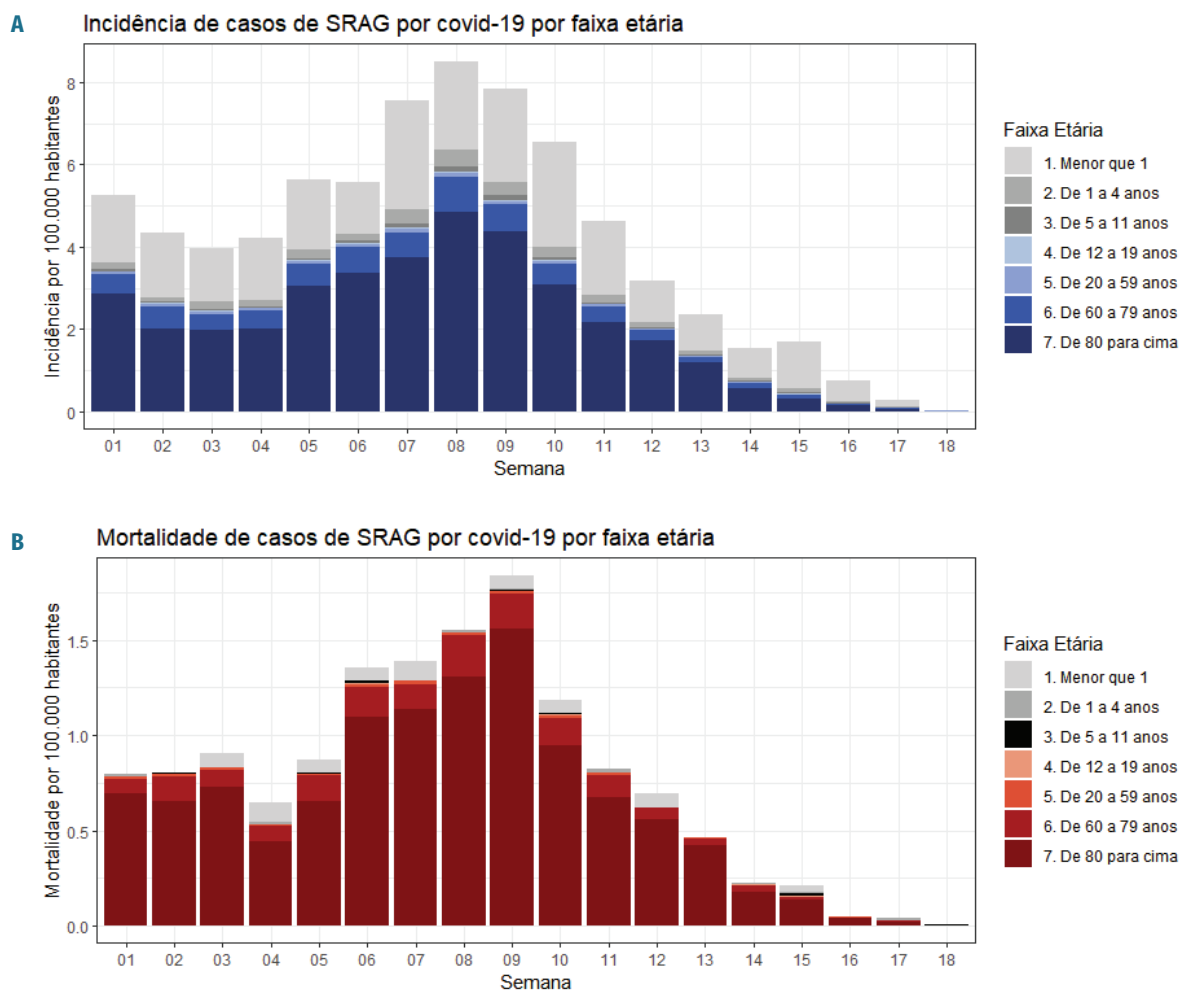 A
Incidência de casos de SRAG por covid-19 por faixa etária
Incidência por 100.000 habitantes
8
6
4
2
0
01 02 03 04 05 06 07 08 09 10 11 12 13 14 15 16 17 18
Semana
Faixa Etária
1. Menor que 1
2. De 1 a 4 anos
3. De 5 a 11 anos
4. De 12 a 19 anos
5. De 20 a 59 anos
6. De 60 a 79 anos
7. De 80 para cima
B
Mortalidade de casos de SRAG por covid-19 por faixa etária
Mortalidade por 100.000 habitantes
1.5
1.0
0.5
0.0
01 02 03 04 05 06 07 08 09 10 11 12 13 14 15 16 17 18
Semana
Faixa Etária
1. Menor que 1
2. De 1 a 4 anos
3. De 5 a 11 anos
4. De 12 a 19 anos
5. De 20 a 59 anos
6. De 60 a 79 anos
7. De 80 para cima